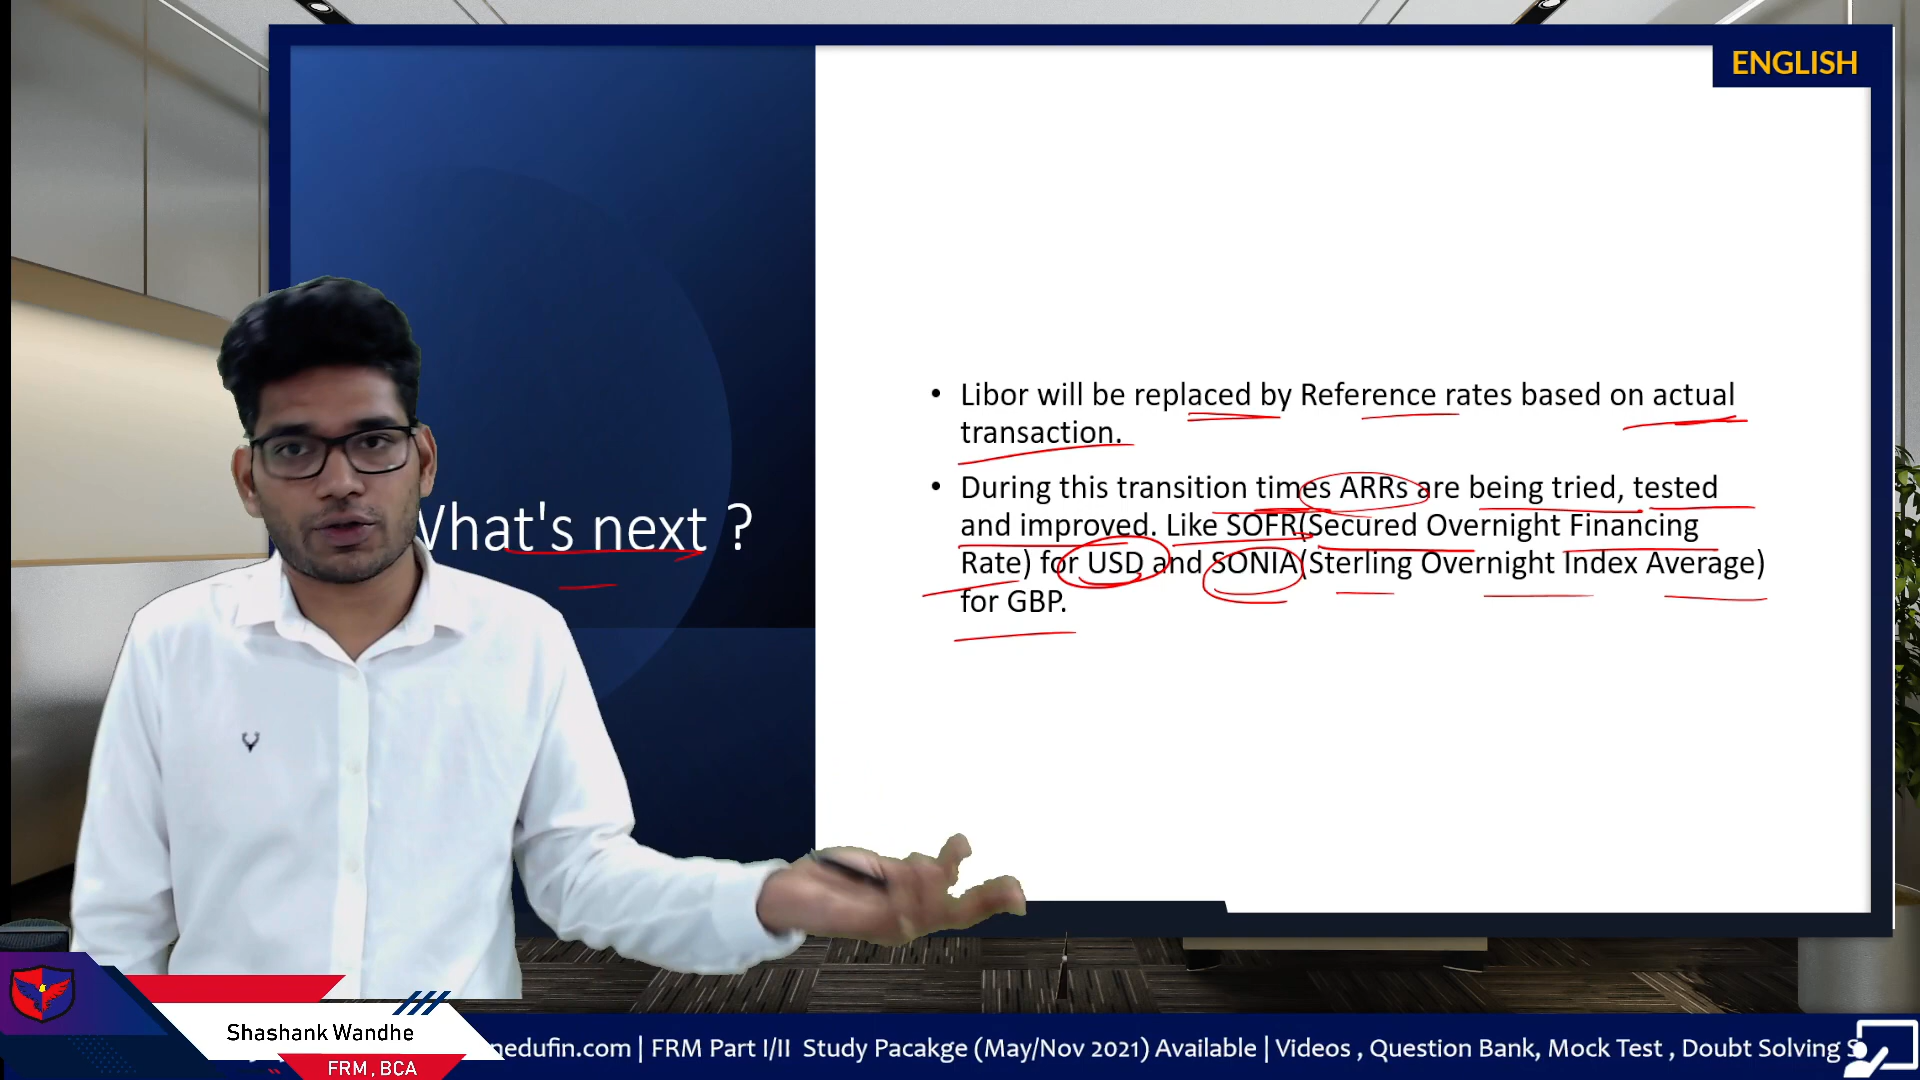 ENGLISH
• Libor will be replaced by Reference rates based on actual
transaction.
• During this transition times ARRs are being tried, tested
and improved. Like SOFR(Secured Overnight Financing
Rate) for USD and SONIA(Sterling Overnight Index Average)
for GBP.
What's next ?
Shashank Wandhe
FRM, BCA
nedufin.com | FRM Part I/II Study Pacakge (May/Nov 2021) Available | Videos , Question Bank, Mock Test , Doubt Solving S